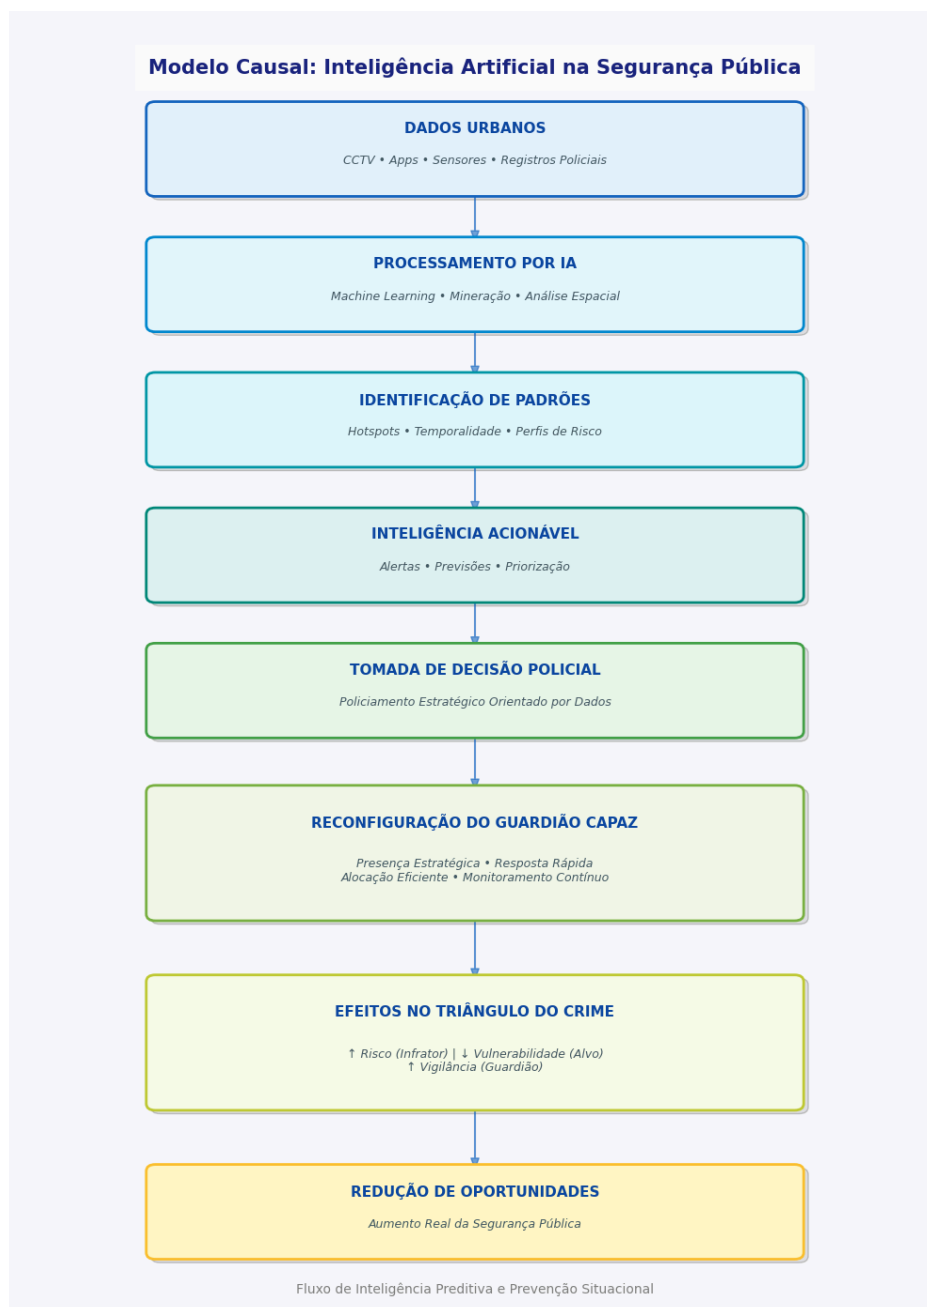 Modelo Causal: Inteligência Artificial na Segurança Pública
DADOS URBANOS
CCTV • Apps • Sensores • Registros Policiais
PROCESSAMENTO POR IA
Machine Learning • Mineração • Análise Espacial
IDENTIFICAÇÃO DE PADRÕES
Hotspots • Temporalidade • Perfis de Risco
INTELIGÊNCIA ACIONÁVEL
Alertas • Previsões • Priorização
TOMADA DE DECISÃO POLICIAL
Policiamento Estratégico Orientado por Dados
RECONFIGURAÇÃO DO GUARDIÃO CAPAZ
Presença Estratégica • Resposta Rápida
Alocação Eficiente • Monitoramento Contínuo
EFEITOS NO TRIÂNGULO DO CRIME
↑ Risco (Infrator) | ↓ Vulnerabilidade (Alvo)
↑ Vigilância (Guardião)
REDUÇÃO DE OPORTUNIDADES
Aumento Real da Segurança Pública
Fluxo de Inteligência Preditiva e Prevenção Situacional